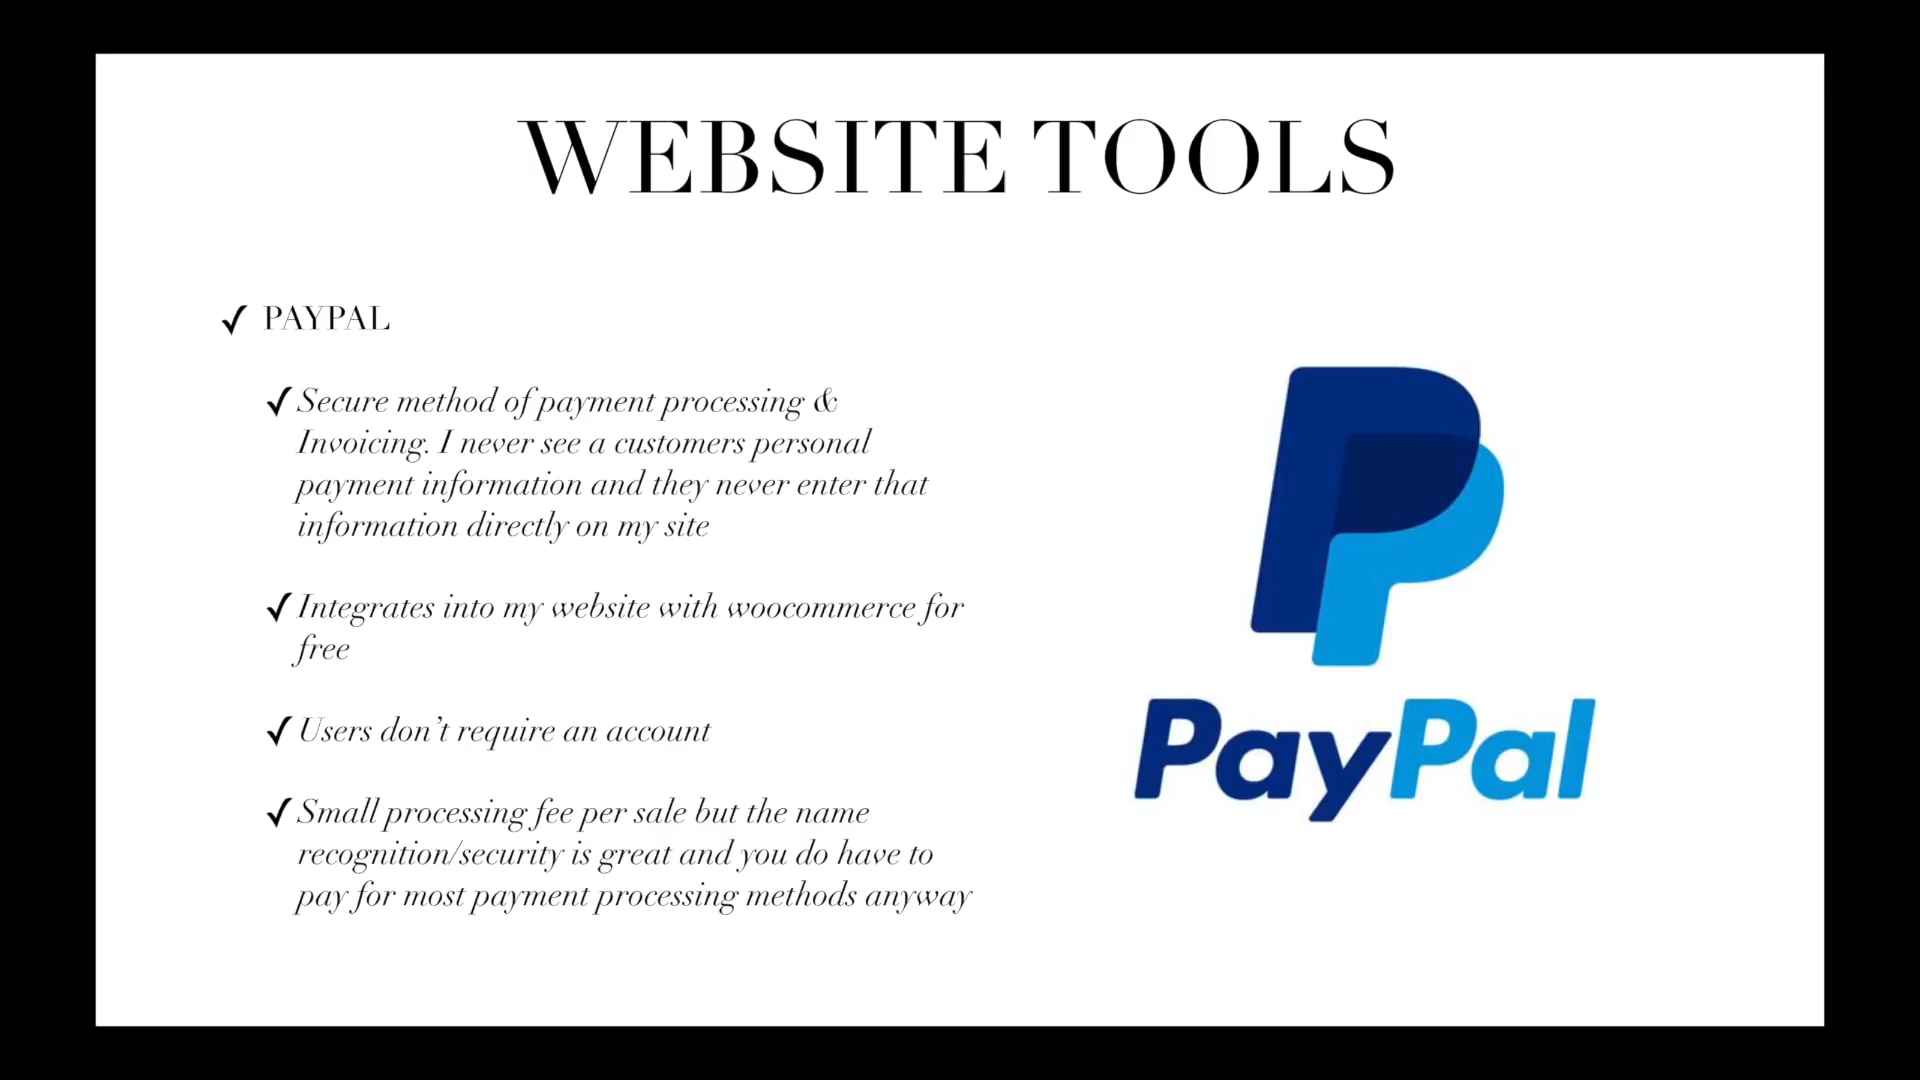 WEBSITE TOOLS
✓ PAYPAL
✓ Secure method of payment processing &
Invoicing. I never see a customers personal
payment information and they never enter that
information directly on my site
✓ Integrates into my website with woocommerce for
free
✓ Users don’t require an account
✓ Small processing fee per sale but the name
recognition/security is great and you do have to
pay for most payment processing methods anyway
PayPal